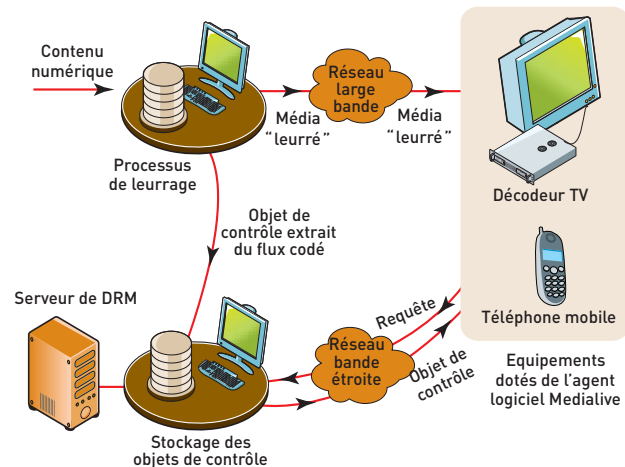 Contenu
numérique
Réseau
large
bande
Média
“leurré”
Média
“leurré”
Processus
de leurrage
Décodeur TV
Objet de
contrôle extrait
du flux codé
Serveur de DRM
Requête
Téléphone mobile
Réseau
bande
étroite
Objet de
contrôle
Equipements
dotés de l’agent
logiciel Medialive
Stockage des
objets de contrôle